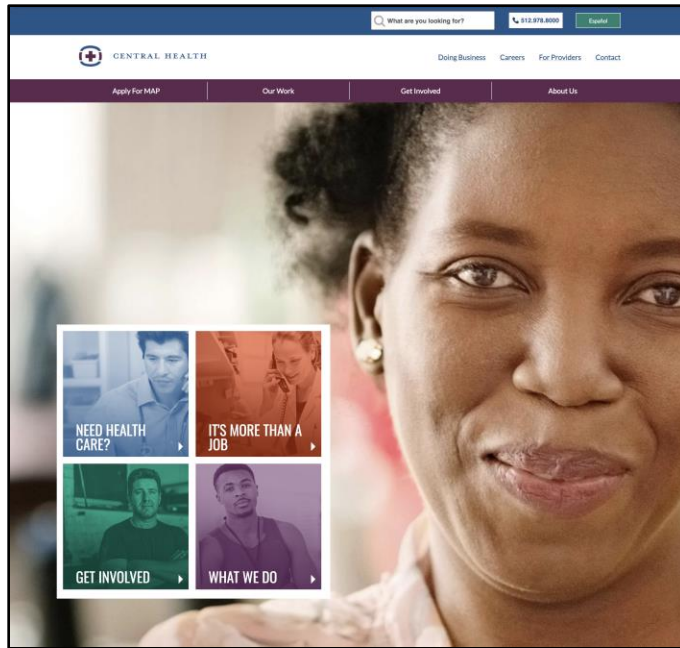 What are you looking for?
512.978.8000
Español
CENTRAL HEALTH
Doing Business
Careers
For Providers
Contact
Apply For MAP
Our Work
Get Involved
About Us
NEED HEALTH
CARE?
IT'S MORE THAN A
JOB
GET INVOLVED
WHAT WE DO